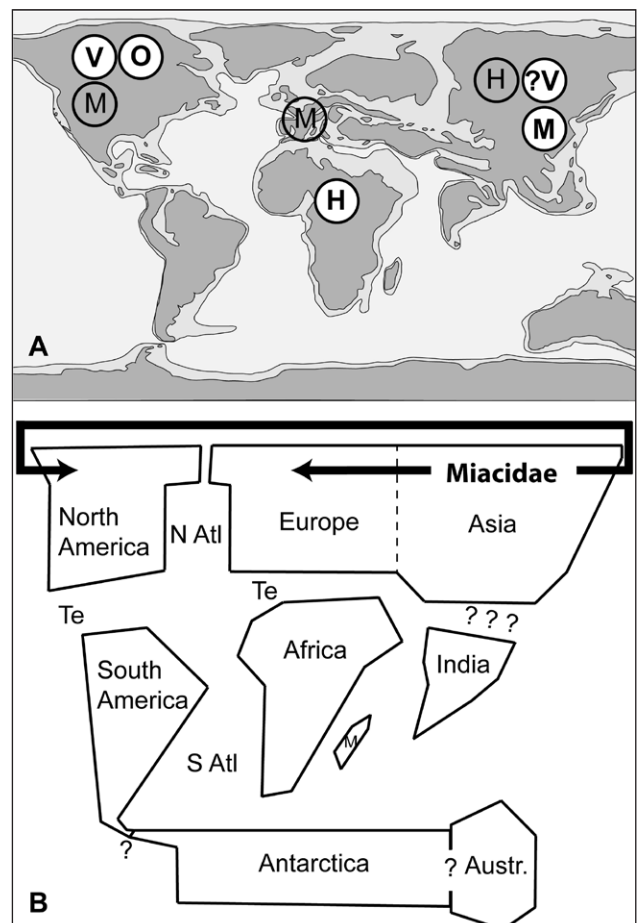 V O
M
H ?V
M
M
H
A
Miacidae
North
America
N Atl
Europe
Asia
Te
Te
? ? ?
South
America
Africa
India
M
S Atl
?
Antarctica
? Austr.
B